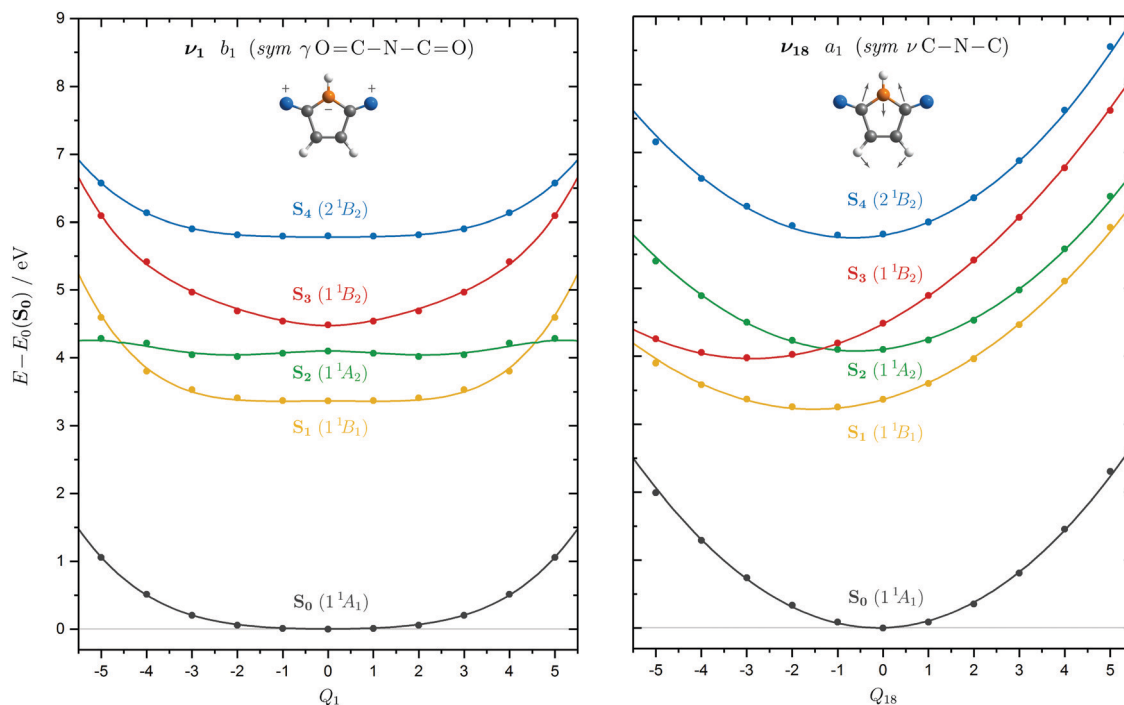 ν₁ b₁ (sym γ O=C−N−C=O)
+ +
−
S₄ (2 ¹B₂)
S₃ (1 ¹B₂)
S₂ (1 ¹A₂)
S₁ (1 ¹B₁)
S₀ (1 ¹A₁)
E−E₀(S₀) / eV
9
8
7
6
5
4
3
2
1
0
-5 -4 -3 -2 -1 0 1 2 3 4 5
Q₁
ν₁₈ a₁ (sym ν C−N−C)
S₄ (2 ¹B₂)
S₃ (1 ¹B₂)
S₂ (1 ¹A₂)
S₁ (1 ¹B₁)
S₀ (1 ¹A₁)
-5 -4 -3 -2 -1 0 1 2 3 4 5
Q₁₈